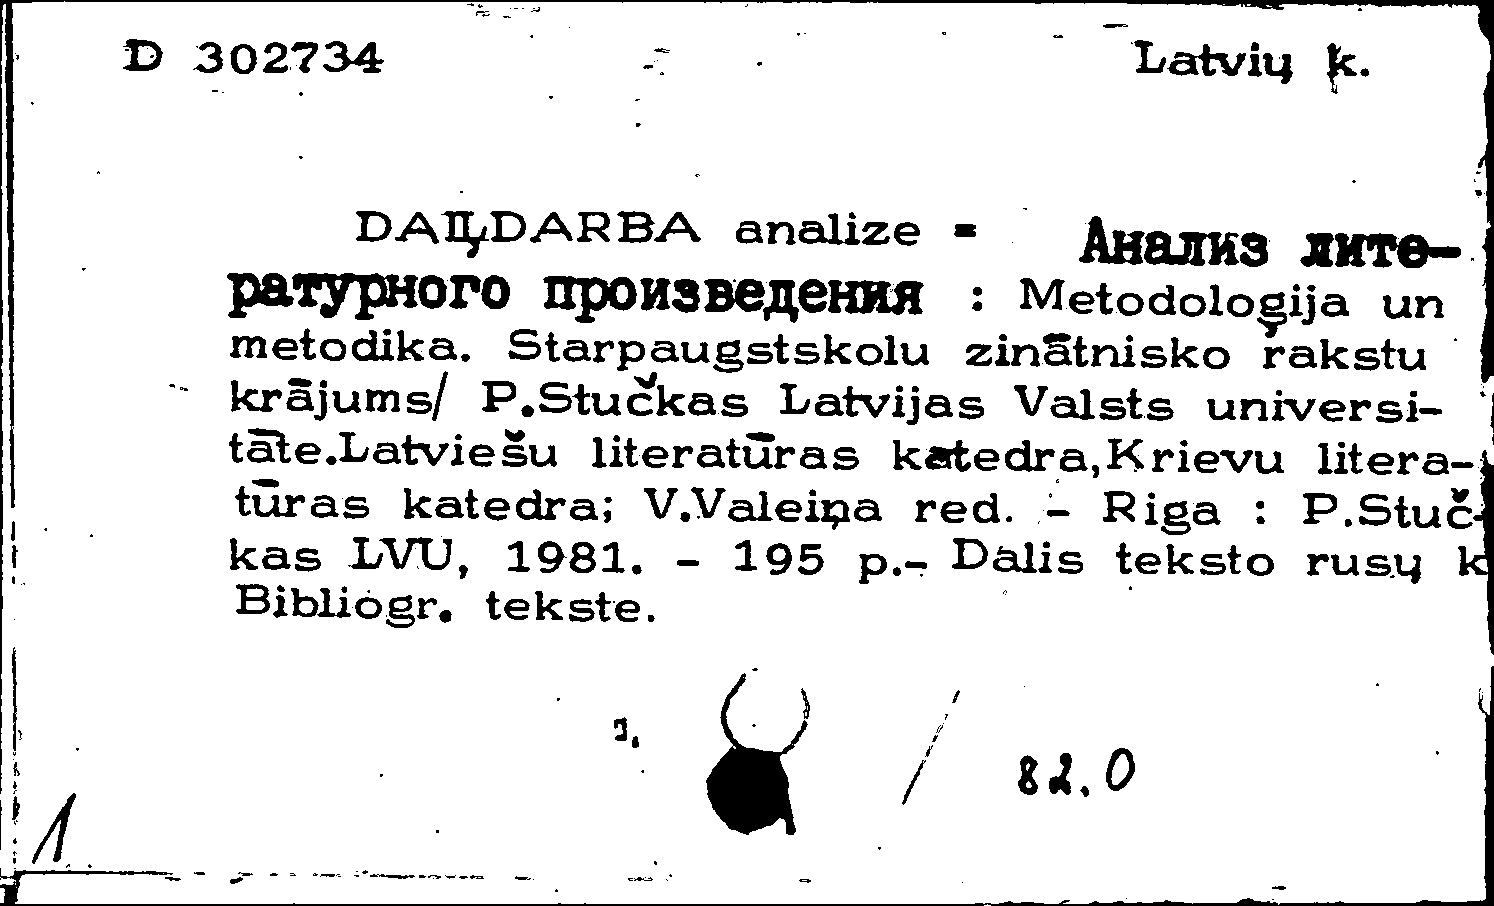 D 302734 Latvių k.
DAIĻDARBA analize = Анализ лите-
ратурного произведения : Metodoloģija un
metodika. Starpaugstskolu zinātnisko rakstu
krājums/ P.Stučkas Latvijas Valsts universi-
tāte.Latviešu literatūras katedra,Krievu litera-
tūras katedra; V.Valeiņa red. - Riga : P.Stuč-
kas LVU, 1981. - 195 p.- Dalis teksto rusų k
Bibliogr. tekste.
82.0
1